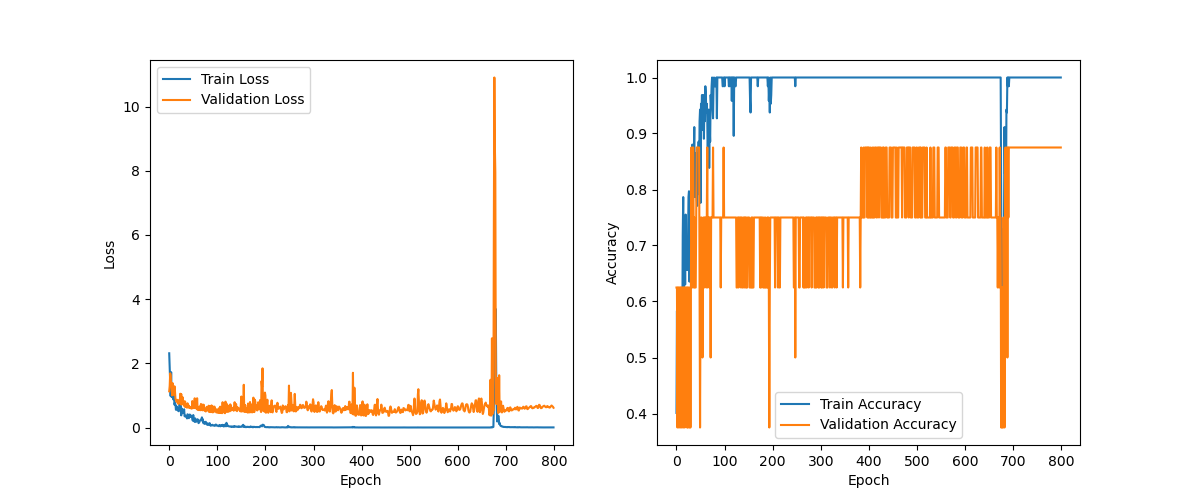 Train Loss
Validation Loss
10
8
6
4
2
0
Loss
0 100 200 300 400 500 600 700 800
Epoch
1.0
0.9
0.8
0.7
0.6
0.5
0.4
Accuracy
Train Accuracy
Validation Accuracy
0 100 200 300 400 500 600 700 800
Epoch